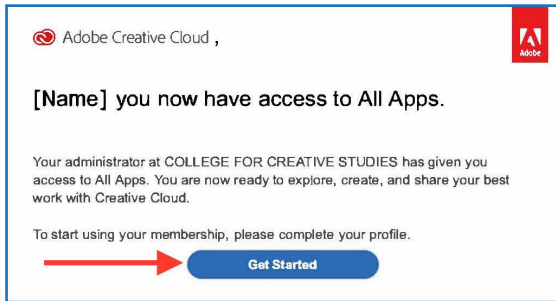 Adobe Creative Cloud ,
Adobe
[Name] you now have access to All Apps.
Your administrator at COLLEGE FOR CREATIVE STUDIES has given you
access to All Apps. You are now ready to explore, create, and share your best
work with Creative Cloud.
To start using your membership, please complete your profile.
Get Started